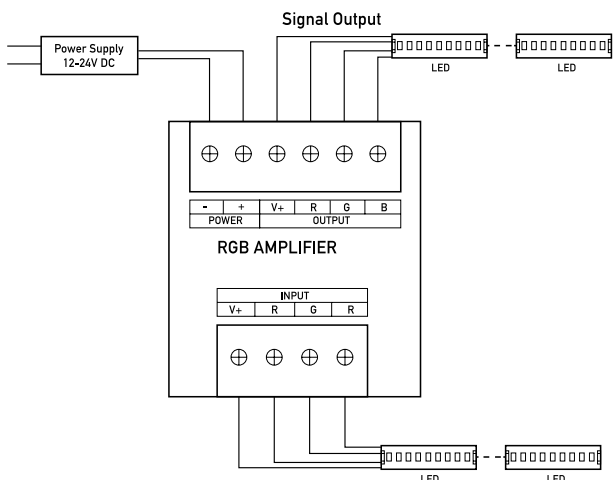 Signal Output
Power Supply
12-24V DC
LED
LED
- + V+ R G B
POWER OUTPUT
RGB AMPLIFIER
INPUT
V+ R G R
LED
LED